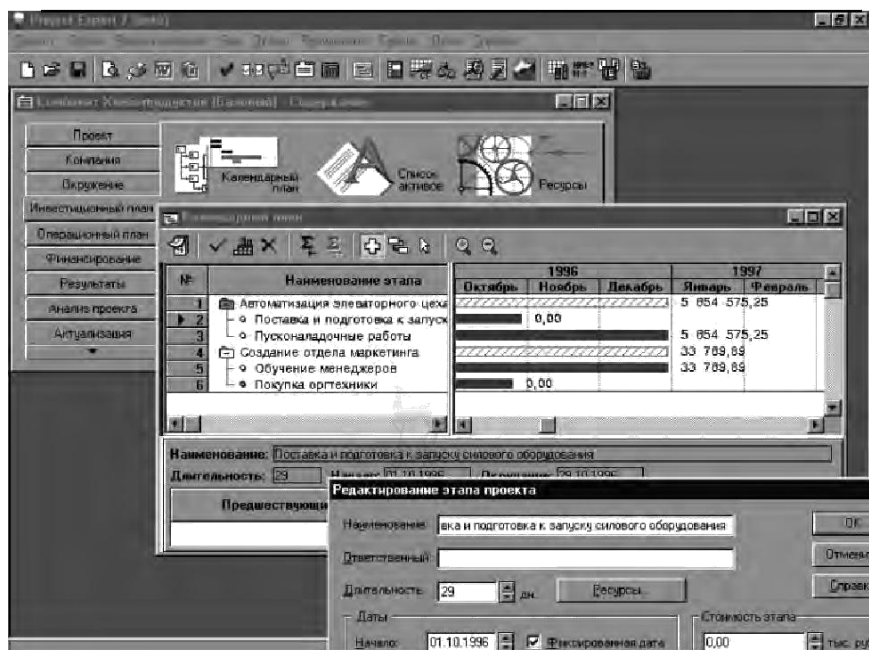 Project Expert 7
Комбинат Хлебопродуктов (Базовый) - Содержание
Проект
Компания
Окружение
Инвестиционный план
Операционный план
Финансирование
Результаты
Анализ проекта
Актуализация
Календарный план
Список активов
Ресурсы
Календарный план
№ Наименование этапа
1996 1997
Октябрь Ноябрь Декабрь Январь Февраль
1 Автоматизация элеваторного цеха 5 654 575,25
2 Поставка и подготовка к запуск 0,00
3 Пусконаладочные работы 5 654 575,25
4 Создание отдела маркетинга 33 789,89
5 Обучение менеджеров 33 789,89
6 Покупка оргтехники 0,00
Наименование: Поставка и подготовка к запуску силового оборудования
Длительность: 29 Начало: 01.10.1996 Окончание: 29.10.1996
Предшествующи
Редактирование этапа проекта
Наименование: вка и подготовка к запуску силового оборудования OK
Ответственный: Отмена
Длительность: 29 дн. Ресурсы... Справк
Даты Стоимость этапа
Начало: 01.10.1996 Фиксированная дата 0,00 тыс. руб